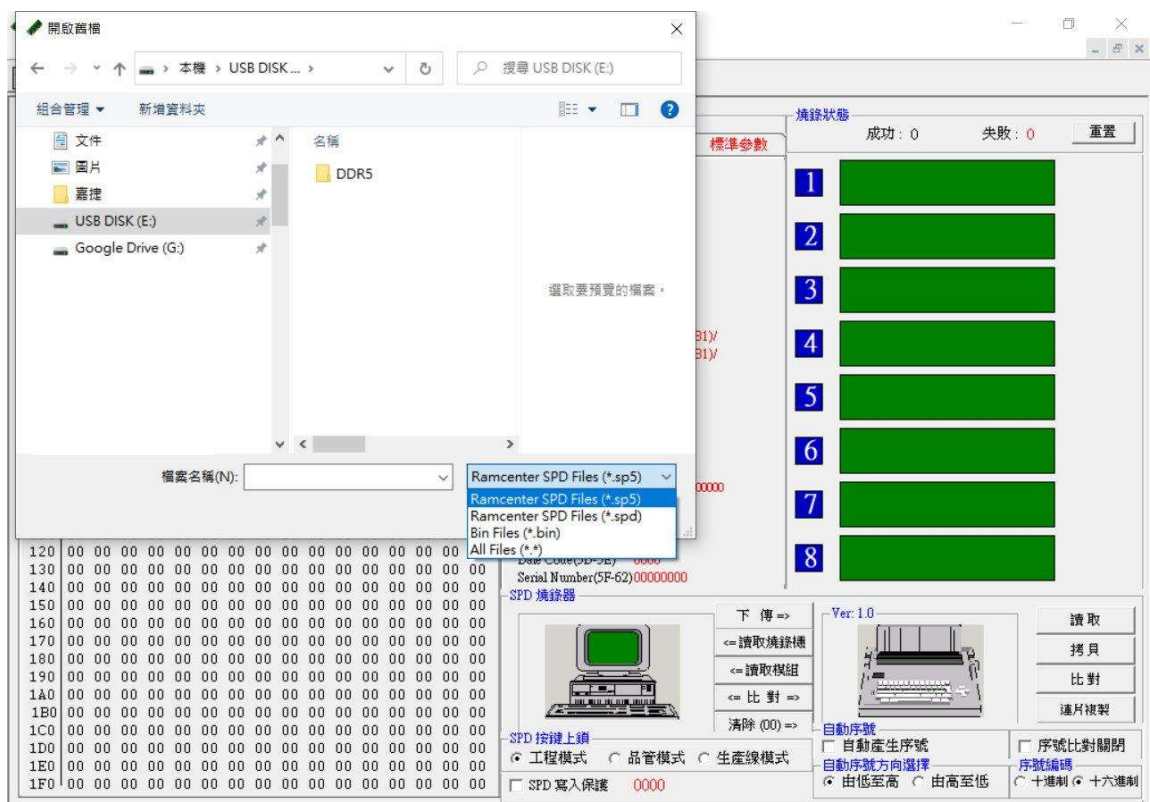 開啟舊檔
本機 › USB DISK ... ›
搜尋 USB DISK (E:)
組合管理
新增資料夾
文件
圖片
嘉捷
USB DISK (E:)
Google Drive (G:)
名稱
DDR5
選取要預覽的檔案。
檔案名稱(N):
Ramcenter SPD Files (*.sp5)
Ramcenter SPD Files (*.sp5)
Ramcenter SPD Files (*.spd)
Bin Files (*.bin)
All Files (*.*)
標準參數
B1)/
B1)/
00000
燒錄狀態
成功: 0 失敗: 0 重置
1
2
3
4
5
6
7
8
120 00 00 00 00 00 00 00 00 00 00 00 00 00 00 00 00
130 00 00 00 00 00 00 00 00 00 00 00 00 00 00 00 00
140 00 00 00 00 00 00 00 00 00 00 00 00 00 00 00 00
150 00 00 00 00 00 00 00 00 00 00 00 00 00 00 00 00
160 00 00 00 00 00 00 00 00 00 00 00 00 00 00 00 00
170 00 00 00 00 00 00 00 00 00 00 00 00 00 00 00 00
180 00 00 00 00 00 00 00 00 00 00 00 00 00 00 00 00
190 00 00 00 00 00 00 00 00 00 00 00 00 00 00 00 00
1A0 00 00 00 00 00 00 00 00 00 00 00 00 00 00 00 00
1B0 00 00 00 00 00 00 00 00 00 00 00 00 00 00 00 00
1C0 00 00 00 00 00 00 00 00 00 00 00 00 00 00 00 00
1D0 00 00 00 00 00 00 00 00 00 00 00 00 00 00 00 00
1E0 00 00 00 00 00 00 00 00 00 00 00 00 00 00 00 00
1F0 00 00 00 00 00 00 00 00 00 00 00 00 00 00 00 00
Date Code(5D-5E) 0000
Serial Number(5F-62)00000000
SPD 燒錄器
下 傳 =>
<= 讀取燒錄機
<= 讀取模組
<= 比 對 =>
清除 (00) =>
Ver: 1.0
讀 取
拷 貝
比 對
連片複製
SPD 按鍵上鎖
工程模式 品管模式 生產線模式
SPD 寫入保護 0000
自動序號
自動產生序號
序號比對關閉
自動序號方向選擇
由低至高 由高至低
序號編碼
十進制 十六進制